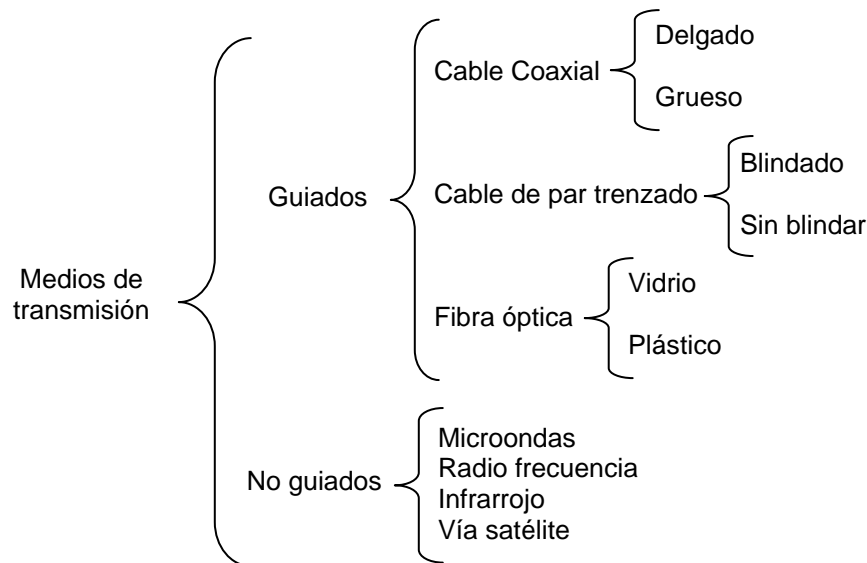 Medios de
transmisión
Guiados
Cable Coaxial
Delgado
Grueso
Cable de par trenzado
Blindado
Sin blindar
Fibra óptica
Vidrio
Plástico
No guiados
Microondas
Radio frecuencia
Infrarrojo
Vía satélite